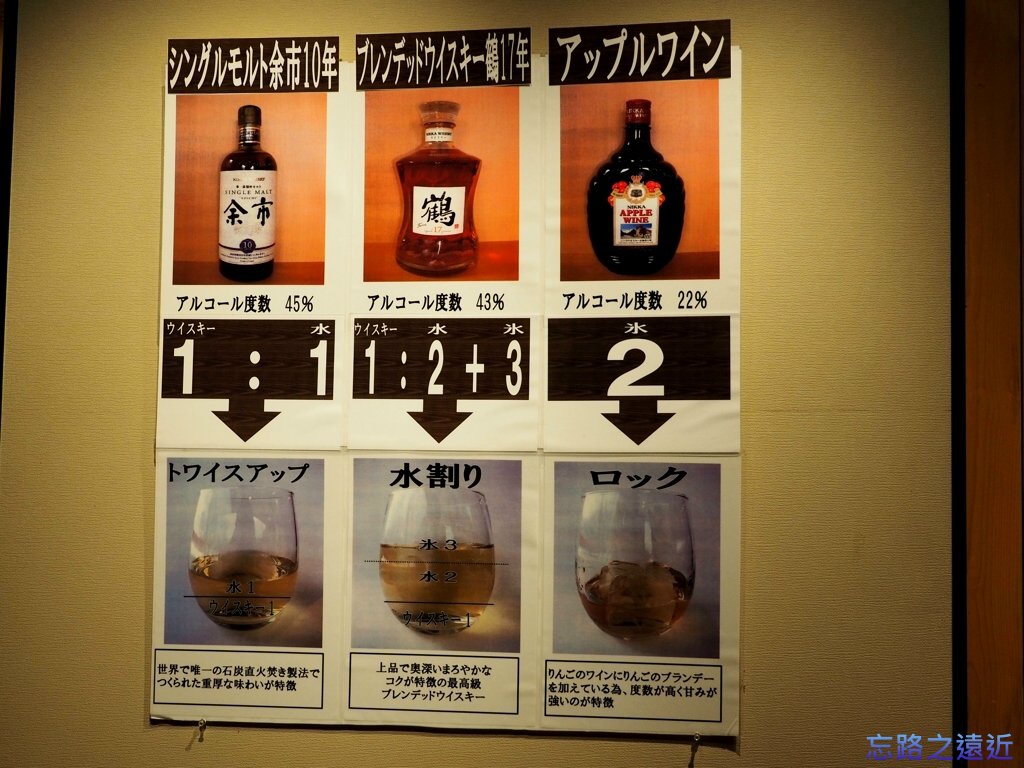 シングルモルト余市10年
ブレンデッドウイスキー鶴17年
アップルワイン
SINGLE MALT
余市
10
NIKKA WHISKY
鶴
17
NIKKA
APPLE
WINE
アルコール度数 45%
アルコール度数 43%
アルコール度数 22%
ウイスキー 水
1 : 1
ウイスキー 水 氷
1 : 2 + 3
氷
2
トワイスアップ
水1
ウイスキー1
水割り
氷3
水2
ウイスキー1
ロック
世界で唯一の石炭直火焚き製法で
つくられた重厚な味わいが特徴
上品で奥深いまろやかな
コクが特徴の最高級
ブレンデッドウイスキー
りんごのワインにりんごのブランデー
を加えている為、度数が高く甘みが
強いのが特徴
忘路之遠近